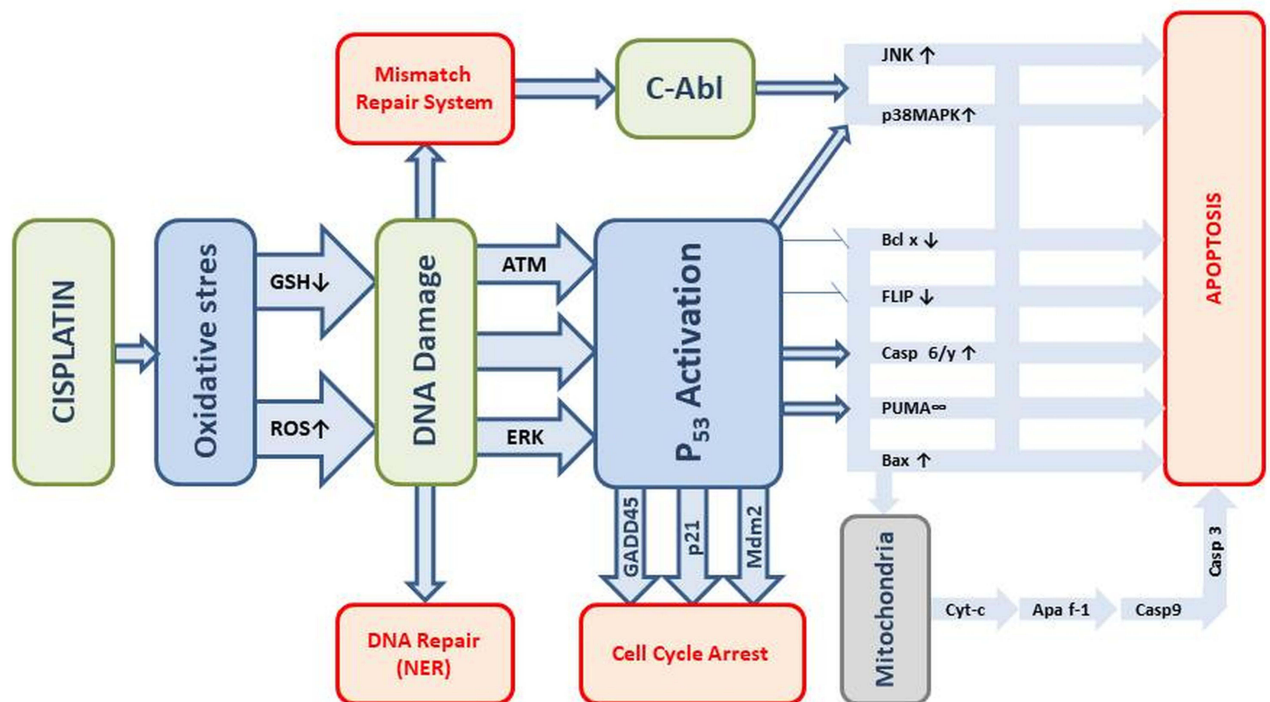 Mismatch
Repair System
C-Abl
JNK ↑
p38MAPK↑
CISPLATIN
Oxidative stres
GSH↓
ROS↑
DNA Damage
ATM
ERK
P53 Activation
Bcl x ↓
FLIP ↓
Casp 6/y ↑
PUMA∞
Bax ↑
APOPTOSIS
GADD45
p21
Mdm2
DNA Repair
(NER)
Cell Cycle Arrest
Mitochondria
Cyt-c
Apa f-1
Casp9
Casp 3